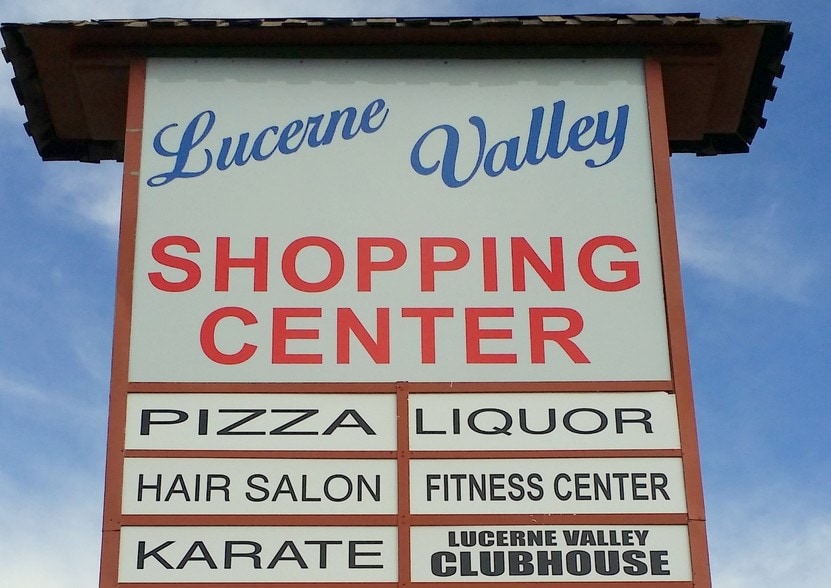 Lucerne Valley
SHOPPING
CENTER
PIZZA
LIQUOR
HAIR SALON
FITNESS CENTER
KARATE
LUCERNE VALLEY
CLUBHOUSE